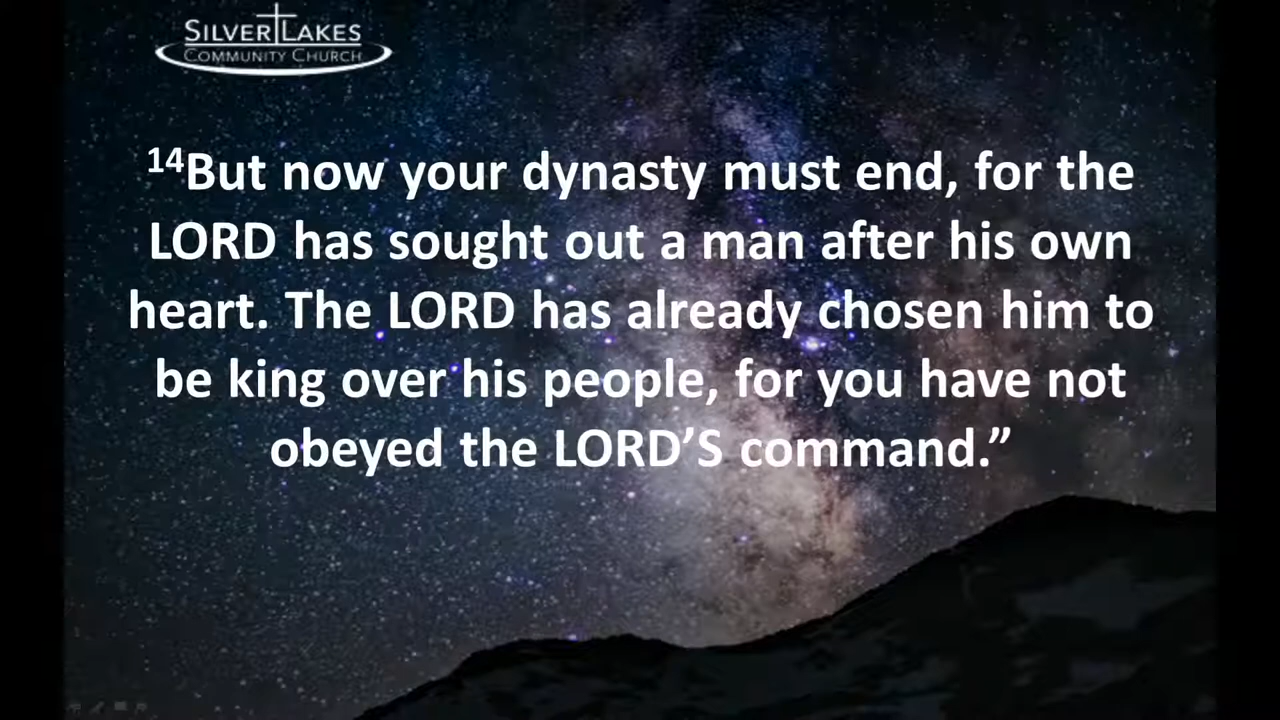 SILVER LAKES
COMMUNITY CHURCH
14But now your dynasty must end, for the
LORD has sought out a man after his own
heart. The LORD has already chosen him to
be king over his people, for you have not
obeyed the LORD’S command.”